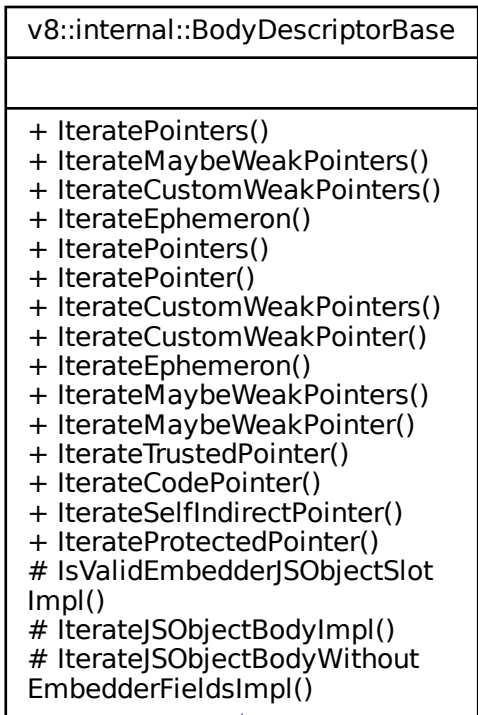 v8::internal::BodyDescriptorBase
+ IteratePointers()
+ IterateMaybeWeakPointers()
+ IterateCustomWeakPointers()
+ IterateEphemeron()
+ IteratePointers()
+ IteratePointer()
+ IterateCustomWeakPointers()
+ IterateCustomWeakPointer()
+ IterateEphemeron()
+ IterateMaybeWeakPointers()
+ IterateMaybeWeakPointer()
+ IterateTrustedPointer()
+ IterateCodePointer()
+ IterateSelfIndirectPointer()
+ IterateProtectedPointer()
# IsValidEmbedderJSObjectSlot
Impl()
# IterateJSObjectBodyImpl()
# IterateJSObjectBodyWithout
EmbedderFieldsImpl()